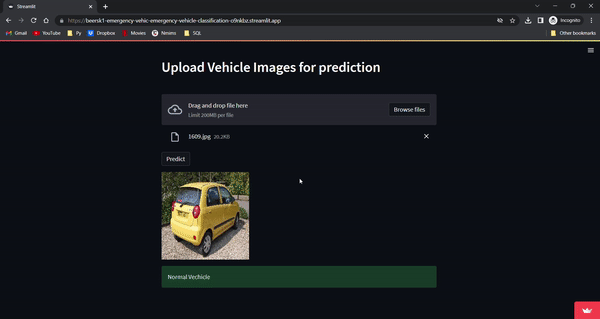 Streamlit
https://beersk1-emergency-vehic-emergency-vehicle-classification-o9nkbz.streamlit.app
Incognito
Gmail YouTube Py Dropbox Movies Nimims SQL Other bookmarks
Upload Vehicle Images for prediction
Drag and drop file here
Limit 200MB per file
Browse files
1609.jpg 20.2KB
Predict
Normal Vechicle